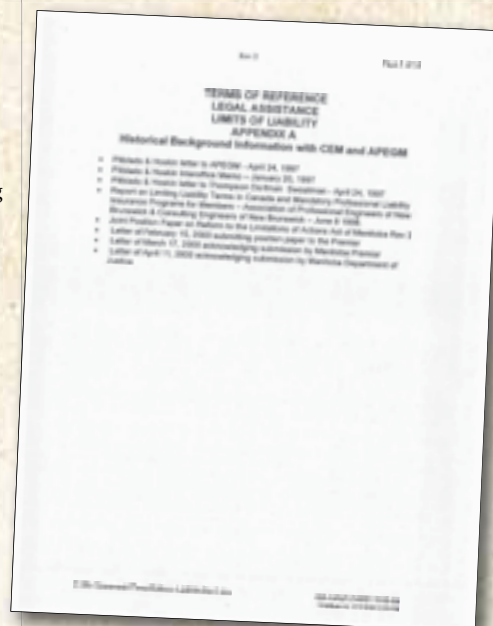 g
TERMS OF REFERENCE
LEGAL ASSISTANCE
LIMITS OF LIABILITY
APPENDIX A
Historical Background Information with CEM and APEGM
Pitblado & Hoskin letter to APEGM - April 24, 1997
Pitblado & Hoskin Interoffice Memo - January 20, 1997
Pitblado & Hoskin letter to Thompson Dorfman Sweatman - April 24, 1997
Report on Limiting Liability Terms in Canada and Mandatory Professional Liability
Insurance Programs for Members - Association of Professional Engineers of New
Brunswick & Consulting Engineers of New Brunswick - June 8 1998
Joint Position Paper on Reform to the Limitations of Actions Act of Manitoba Rev 3
Letter of February 10, 2000 submitting position paper to the Premier
Letter of March 17, 2000 acknowledging submission by Manitoba Premier
Letter of April 11, 2000 acknowledging submission by Manitoba Department of
Justice